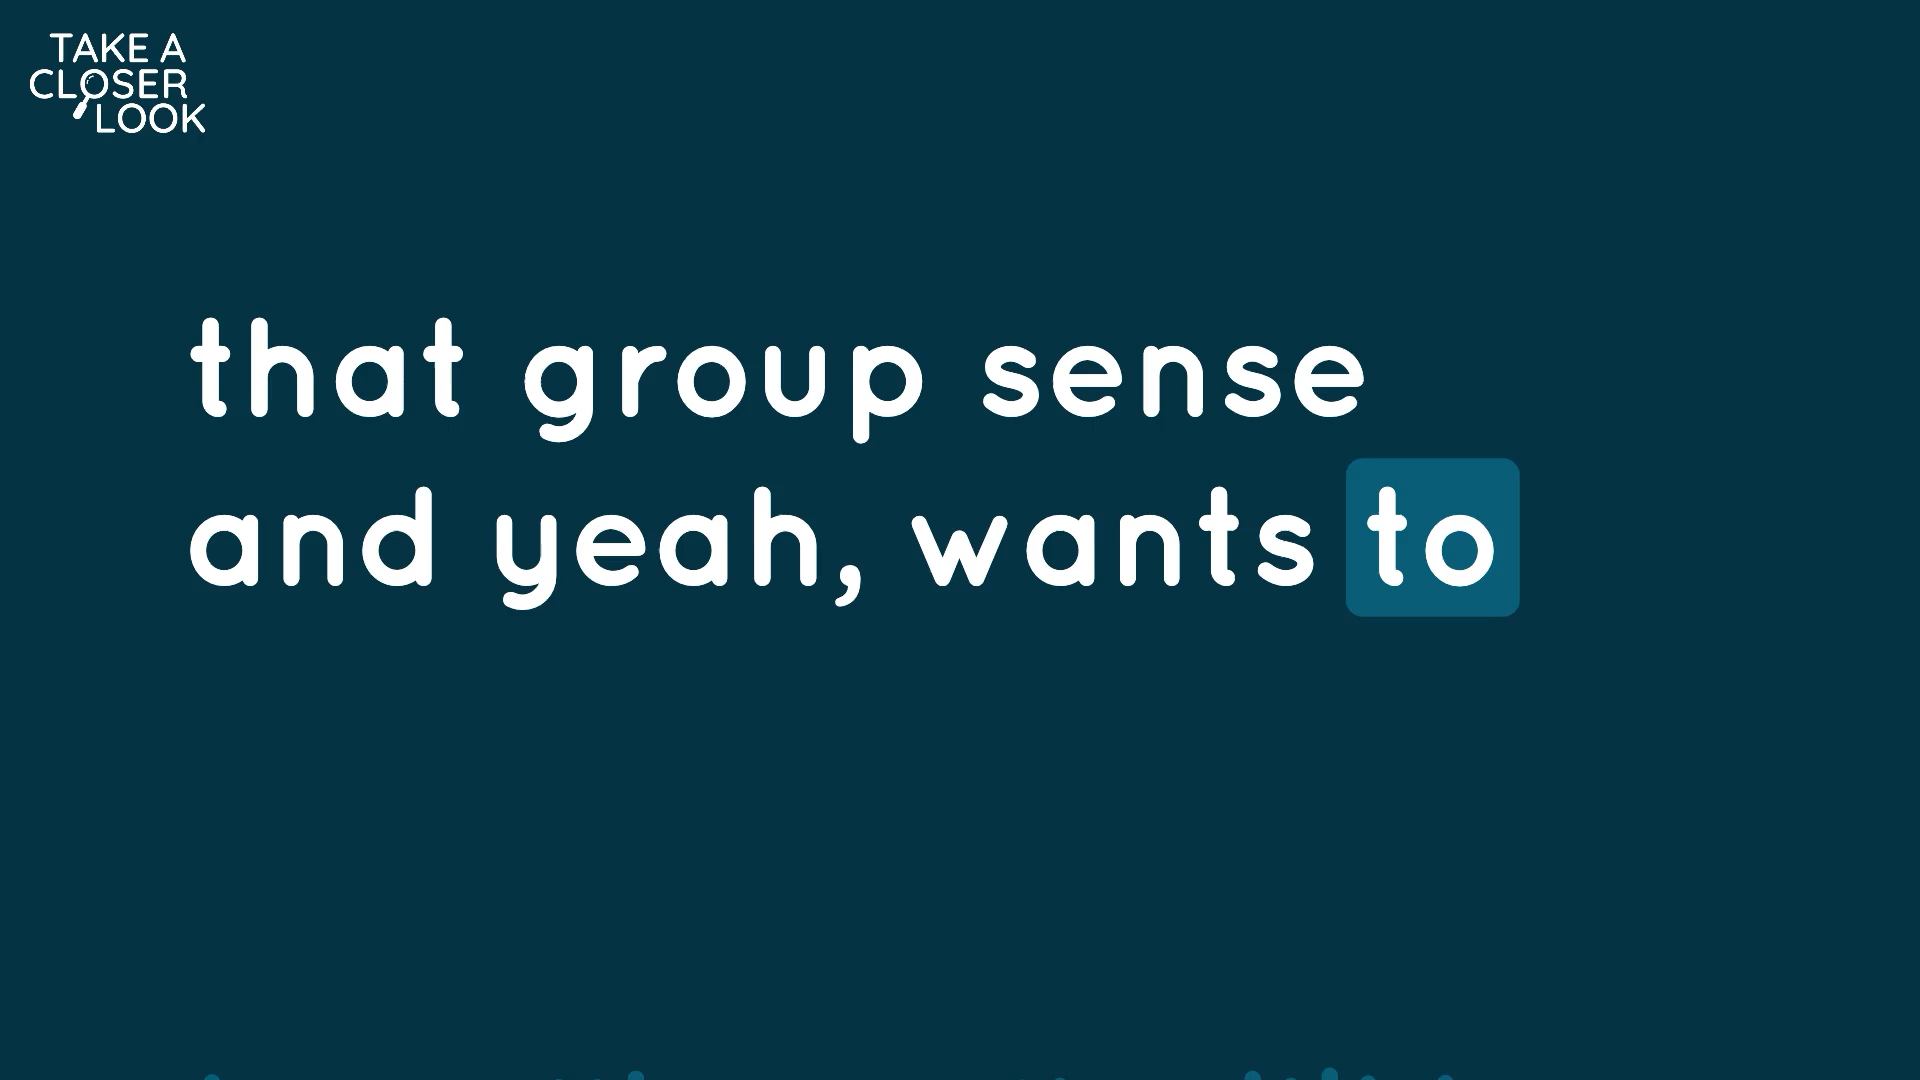 TAKE A
CLOSER
LOOK
that group sense
and yeah, wants to